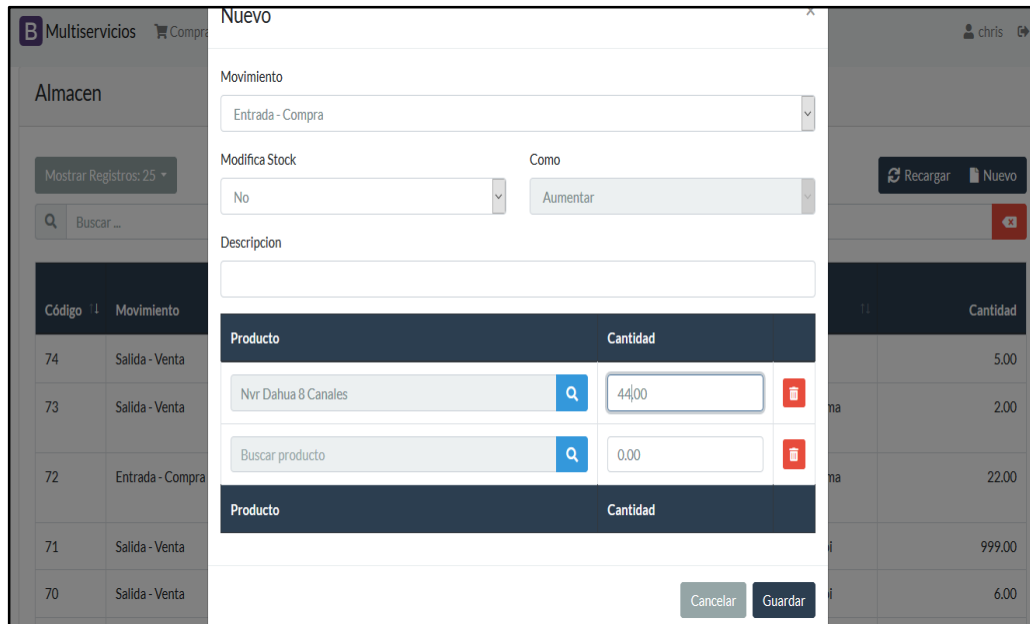 Nuevo
x
B Multiservicios Compra
chris
Almacen
Movimiento
Entrada - Compra
Modifica Stock Como
No Aumentar
Mostrar Registros: 25
Recargar Nuevo
Buscar ...
Descripcion
Código Movimiento Cantidad
Producto Cantidad
74 Salida - Venta 5.00
Nvr Dahua 8 Canales 44.00
73 Salida - Venta ma 2.00
Buscar producto 0.00
72 Entrada - Compra ma 22.00
Producto Cantidad
71 Salida - Venta 999.00
70 Salida - Venta 6.00
Cancelar Guardar